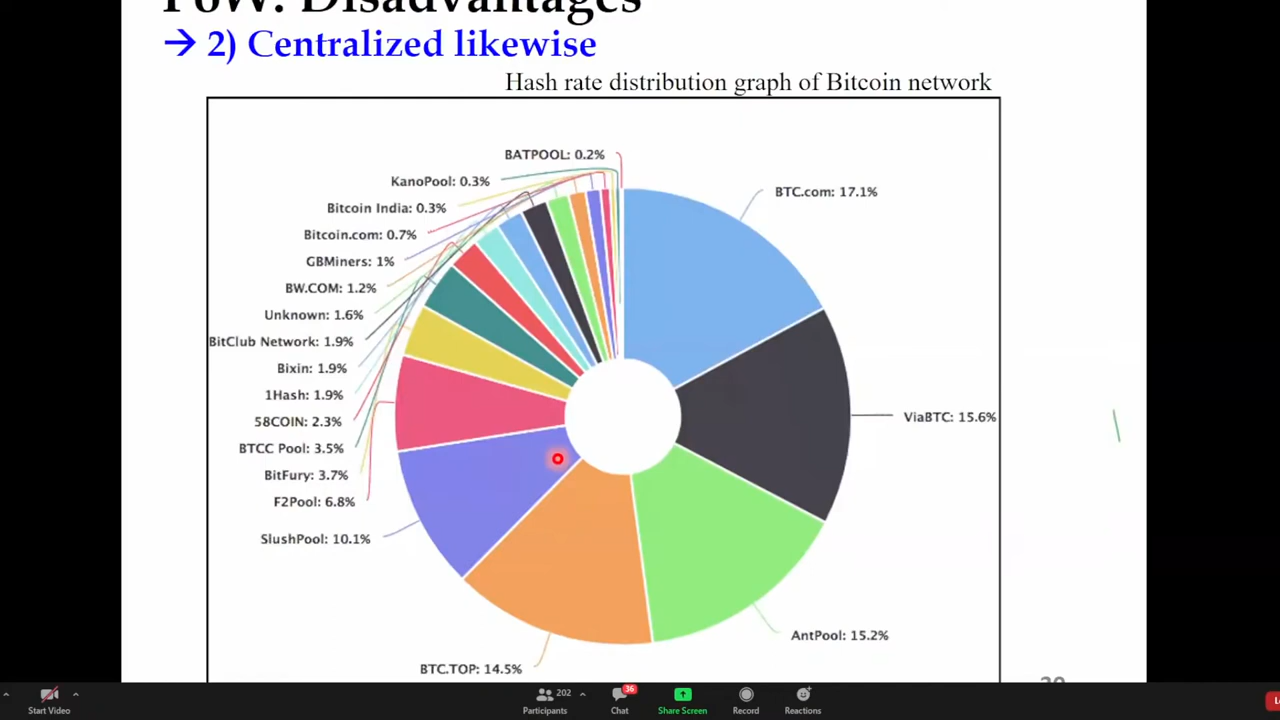 PoW: Disadvantages
→ 2) Centralized likewise
Hash rate distribution graph of Bitcoin network
BATPOOL: 0.2%
KanoPool: 0.3%
Bitcoin India: 0.3%
Bitcoin.com: 0.7%
GBMiners: 1%
BW.COM: 1.2%
Unknown: 1.6%
BitClub Network: 1.9%
Bixin: 1.9%
1Hash: 1.9%
58COIN: 2.3%
BTCC Pool: 3.5%
BitFury: 3.7%
F2Pool: 6.8%
SlushPool: 10.1%
BTC.TOP: 14.5%
BTC.com: 17.1%
ViaBTC: 15.6%
AntPool: 15.2%
Start Video
202
Participants
36
Chat
Share Screen
Record
Reactions